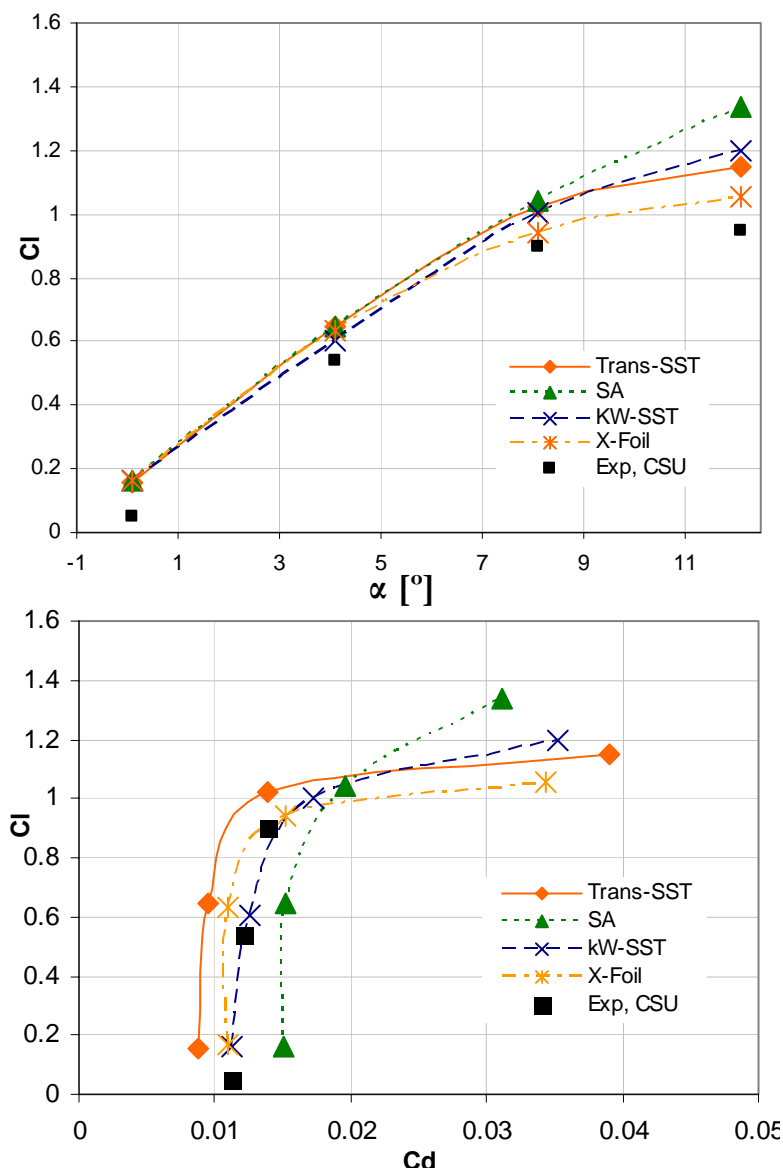 1.6
1.4
1.2
1
0.8
0.6
0.4
0.2
0
Cl
Trans-SST
SA
KW-SST
X-Foil
Exp, CSU
-1 1 3 5 7 9 11
α [º]
1.6
1.4
1.2
1
0.8
0.6
0.4
0.2
0
Cl
Trans-SST
SA
kW-SST
X-Foil
Exp, CSU
0 0.01 0.02 0.03 0.04 0.05
Cd